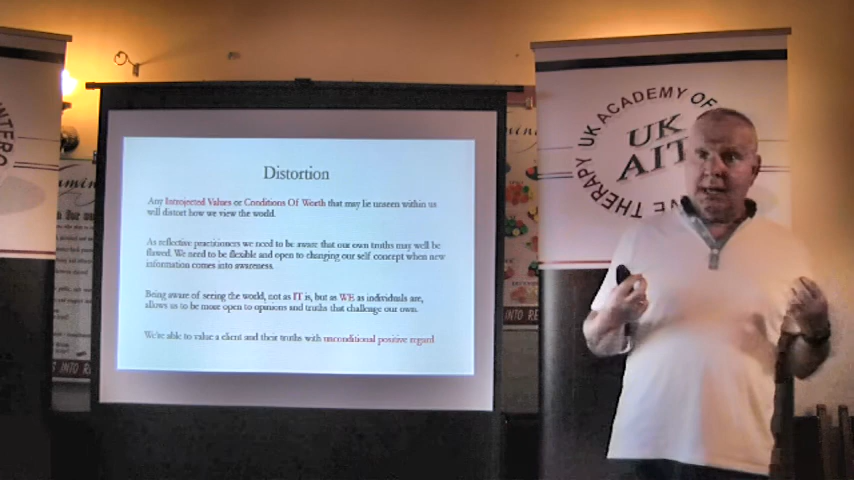 Distortion
Any Introjected Values or Conditions Of Worth that may lie unseen within us
will distort how we view the world.
As reflective practitioners we need to be aware that our own truths may well be
flawed. We need to be flexible and open to changing our self concept when new
information comes into awareness.
Being aware of seeing the world, not as IT is, but as WE as individuals are,
allows us to be more open to opinions and truths that challenge our own.
We're able to value a client and their truths with unconditional positive regard
UK ACADEMY OF
UK
AIT
THERAPY
INTO RE
INTO RE